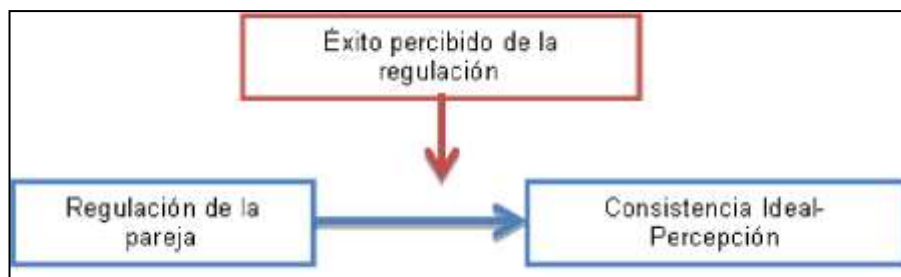 Éxito percibido de la
regulación
Regulación de la
pareja
Consistencia Ideal-
Percepción